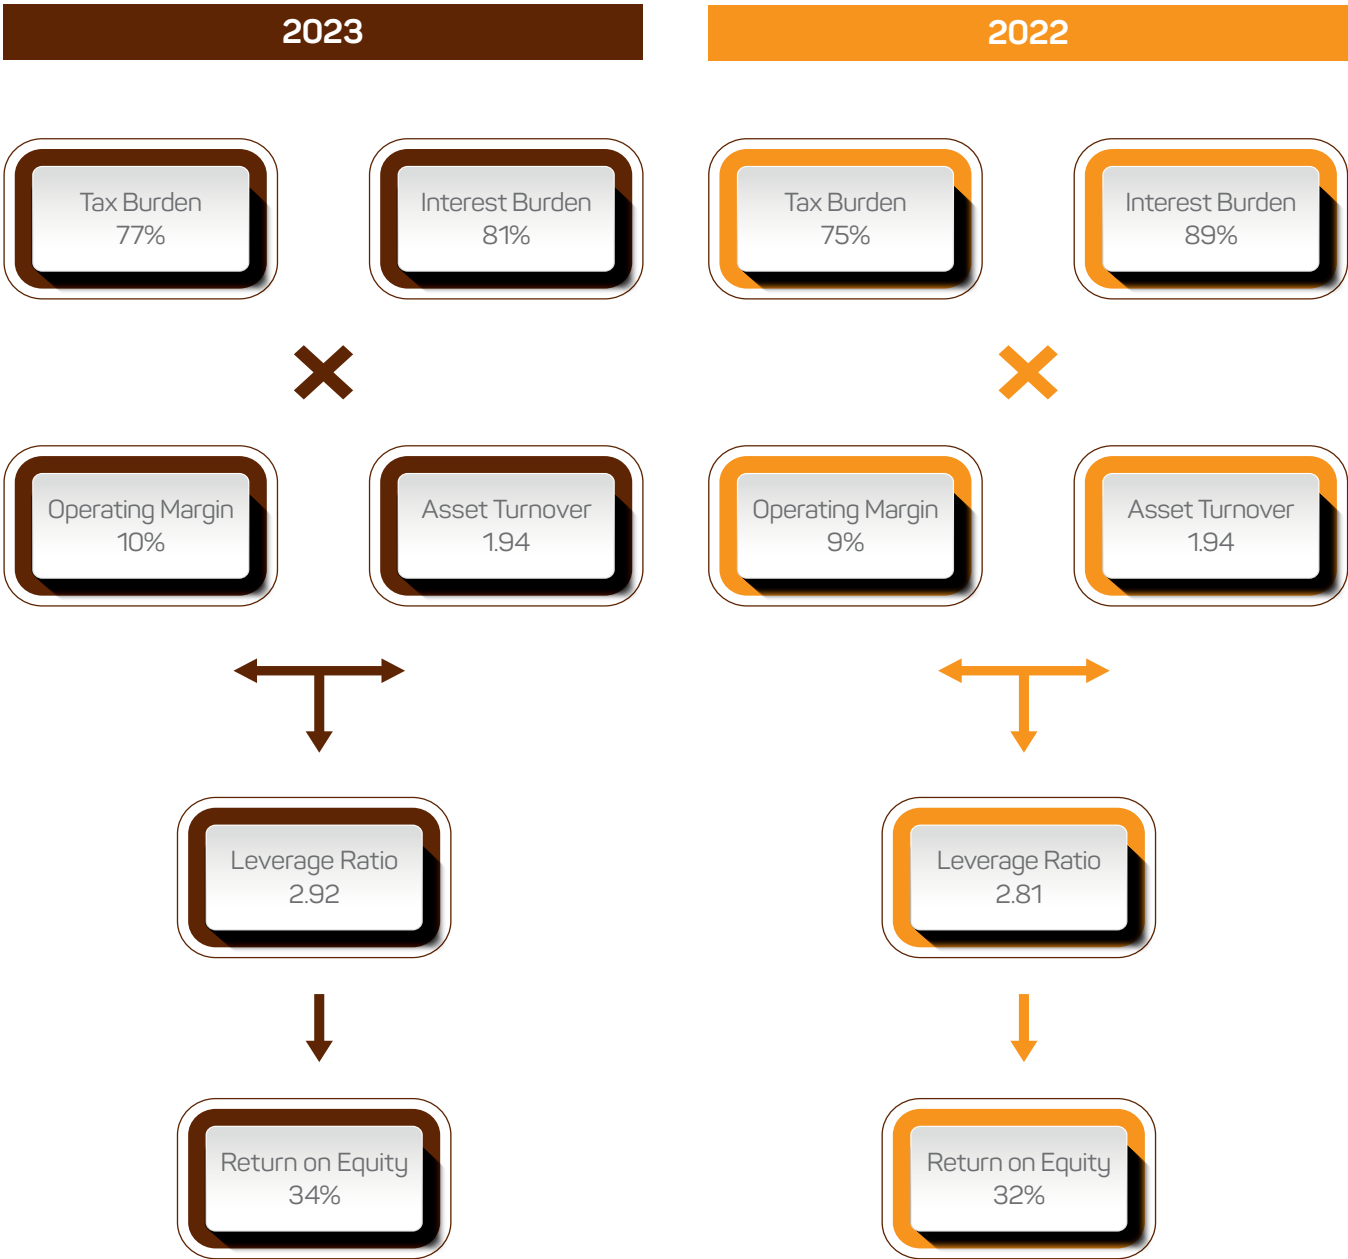 2023
2022
Tax Burden
77%
Interest Burden
81%
Tax Burden
75%
Interest Burden
89%
Operating Margin
10%
Asset Turnover
1.94
Operating Margin
9%
Asset Turnover
1.94
Leverage Ratio
2.92
Leverage Ratio
2.81
Return on Equity
34%
Return on Equity
32%